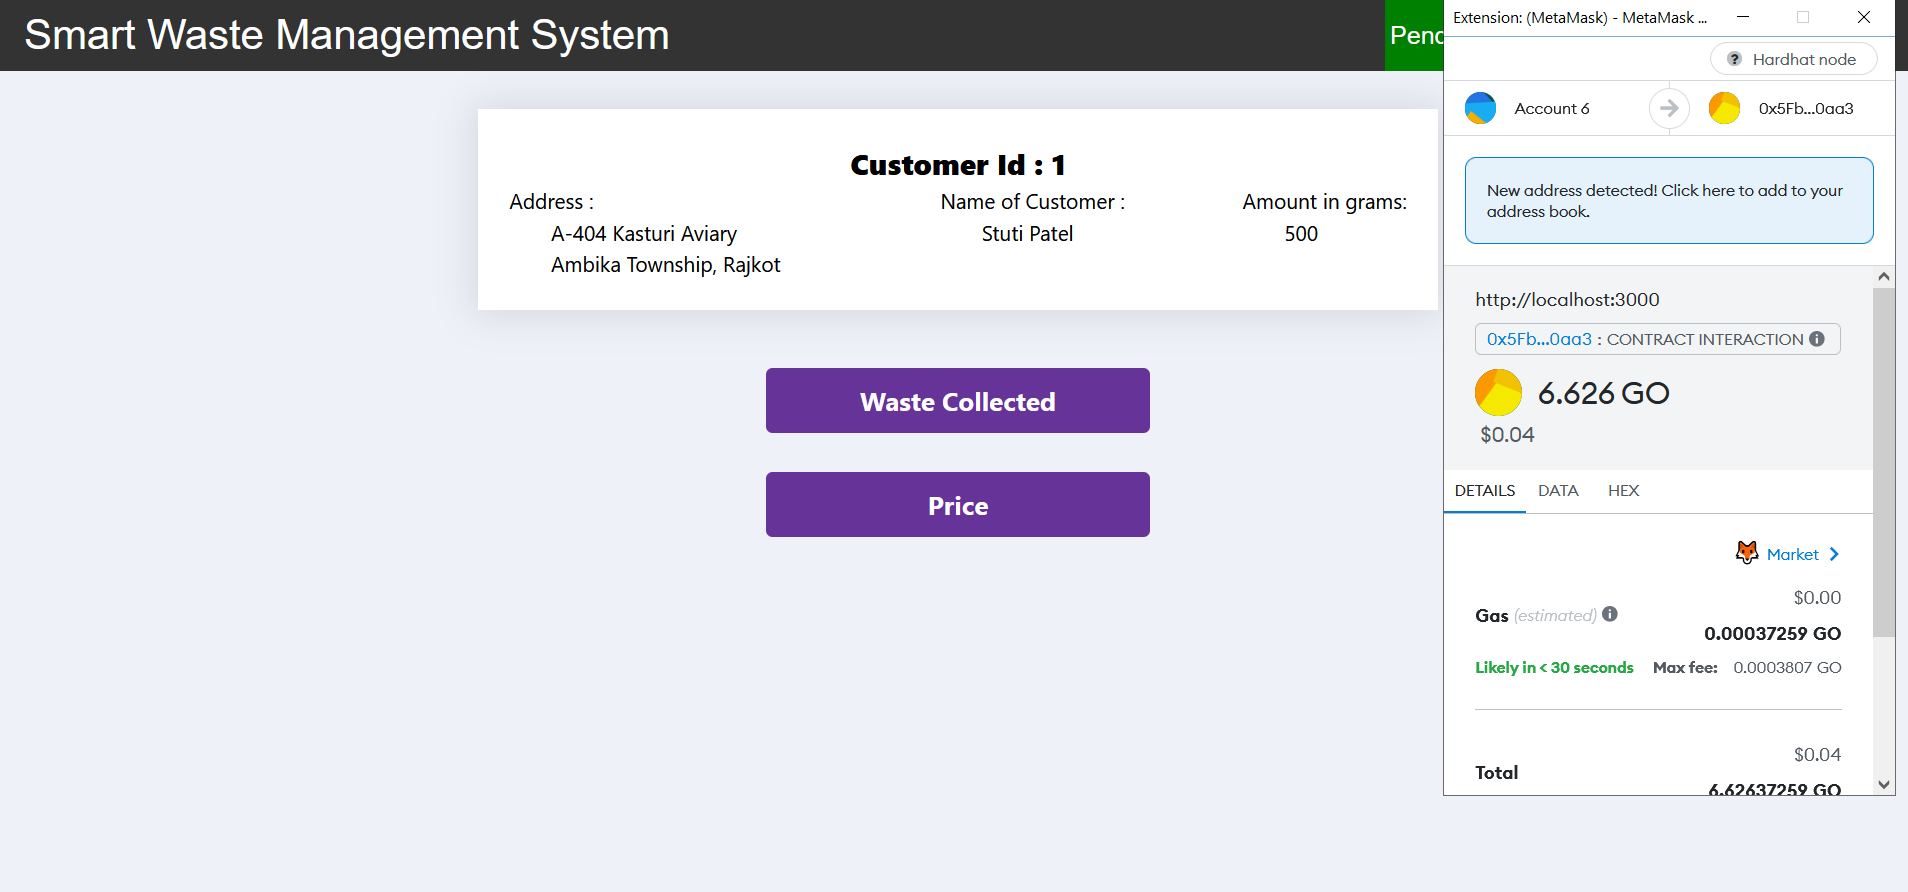 Smart Waste Management System
Customer Id : 1
Address :
A-404 Kasturi Aviary
Ambika Township, Rajkot
Name of Customer :
Stuti Patel
Amount in grams:
500
Waste Collected
Price
Extension: (MetaMask) - MetaMask ...
Hardhat node
Account 6
0x5Fb...0aa3
New address detected! Click here to add to your
address book.
http://localhost:3000
0x5Fb...0aa3 : CONTRACT INTERACTION
6.626 GO
$0.04
DETAILS DATA HEX
Market
$0.00
Gas (estimated)
0.00037259 GO
Likely in < 30 seconds Max fee: 0.0003807 GO
$0.04
Total
6.62637259 GO